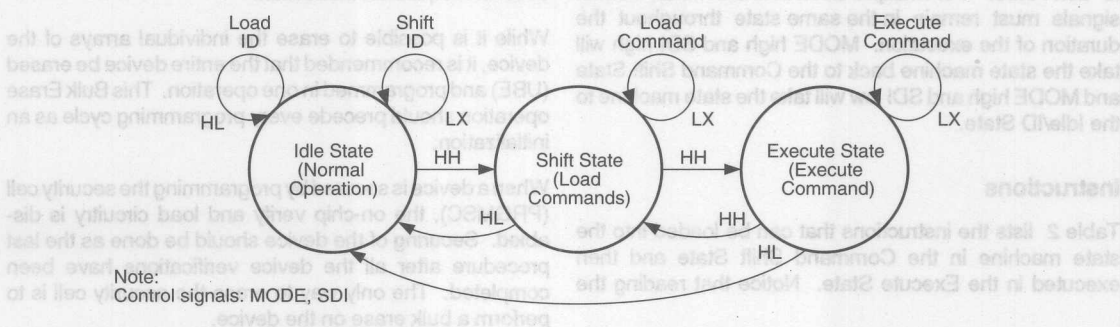 Load
ID
Shift
ID
Load
Command
Execute
Command
HL
LX
LX
LX
Idle State
(Normal
Operation)
HH
Shift State
(Load
Commands)
HH
Execute State
(Execute
Command)
HL
HH
HL
Note:
Control signals: MODE, SDI